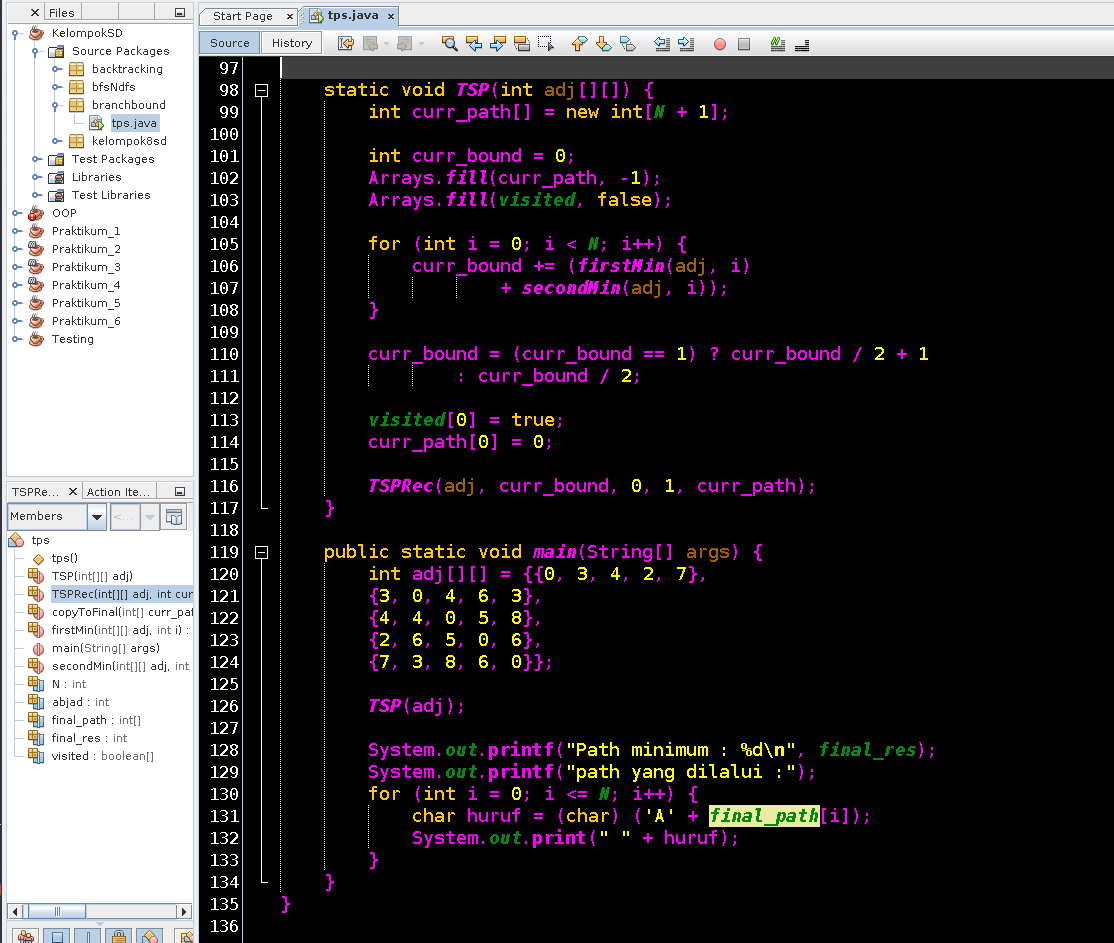 Files
KelompokSD
Source Packages
backtracking
bfsNdfs
branchbound
tps.java
kelompok8sd
Test Packages
Libraries
Test Libraries
OOP
Praktikum_1
Praktikum_2
Praktikum_3
Praktikum_4
Praktikum_5
Praktikum_6
Testing
TSPRe... Action Ite...
Members <...
tps
tps()
TSP(int[][] adj)
TSPRec(int[][] adj, int cur
copyToFinal(int[] curr_pat
firstMin(int[][] adj, int i) :
main(String[] args)
secondMin(int[][] adj, int
N : int
abjad : int
final_path : int[]
final_res : int
visited : boolean[]
Start Page tps.java
Source History
97
98 static void TSP(int adj[][]) {
99 int curr_path[] = new int[N + 1];
100
101 int curr_bound = 0;
102 Arrays.fill(curr_path, -1);
103 Arrays.fill(visited, false);
104
105 for (int i = 0; i < N; i++) {
106 curr_bound += (firstMin(adj, i)
107 + secondMin(adj, i));
108 }
109
110 curr_bound = (curr_bound == 1) ? curr_bound / 2 + 1
111 : curr_bound / 2;
112
113 visited[0] = true;
114 curr_path[0] = 0;
115
116 TSPRec(adj, curr_bound, 0, 1, curr_path);
117 }
118
119 public static void main(String[] args) {
120 int adj[][] = {{0, 3, 4, 2, 7},
121 {3, 0, 4, 6, 3},
122 {4, 4, 0, 5, 8},
123 {2, 6, 5, 0, 6},
124 {7, 3, 8, 6, 0}};
125
126 TSP(adj);
127
128 System.out.printf("Path minimum : %d\n", final_res);
129 System.out.printf("path yang dilalui :");
130 for (int i = 0; i <= N; i++) {
131 char huruf = (char) ('A' + final_path[i]);
132 System.out.print(" " + huruf);
133 }
134 }
135 }
136